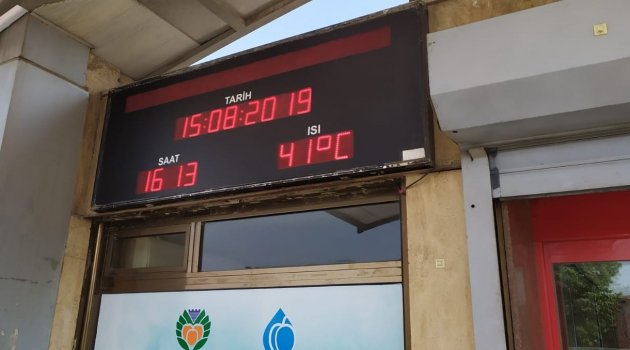 TARİH
15:08:2019
SAAT
ISI
16 13
41°C